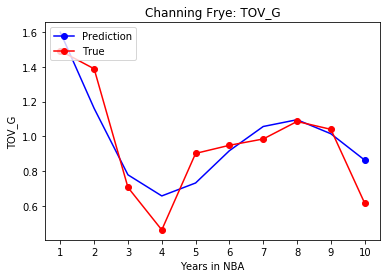 Channing Frye: TOV_G
Prediction
True
TOV_G
1.6
1.4
1.2
1.0
0.8
0.6
1 2 3 4 5 6 7 8 9 10
Years in NBA